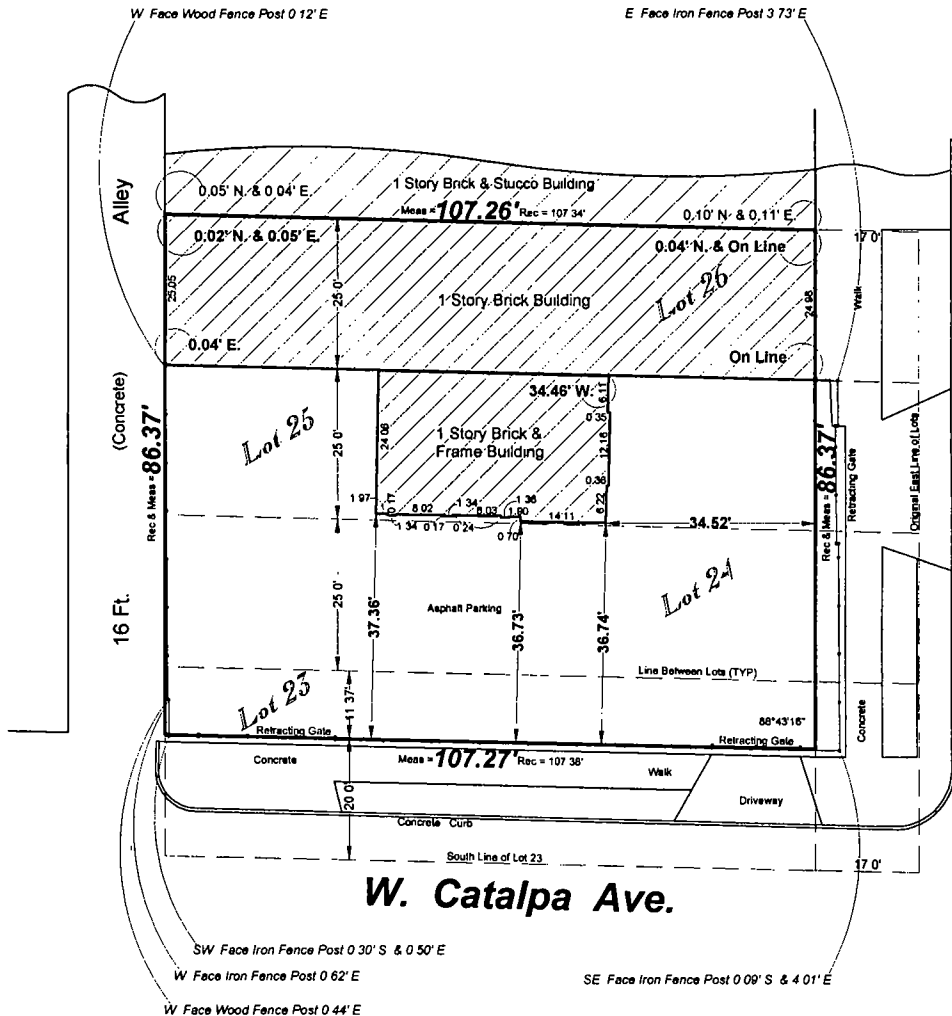 W Face Wood Fence Post 0 12' E
E Face Iron Fence Post 3 73' E
Alley
0.05' N. & 0 04' E.
1 Story Brick & Stucco Building
Meas = 107.26' Rec = 107 34'
0.10' N & 0.11' E
0.02' N. & 0.05' E.
0.04' N. & On Line
17 0'
25.05
25 0'
1 Story Brick Building
Lot 26
24.98
Walk
0.04' E.
On Line
(Concrete)
Rec & Meas = 86.37'
Lot 25
25 0'
24.08
34.46' W.
6.11
0.35
1 Story Brick &
Frame Building
12.16
0.36
6.22
Rec & Meas = 86.37'
Retracting Gate
Original East Line of Lots
1 97
0.17
8.02
1.34
8.03
1.36
1.90
14.11
1.34 0.17 0 24
0 70
34.52'
16 Ft.
25 0'
37.36'
Asphalt Parking
36.73'
36.74'
Lot 24
Line Between Lots (TYP)
Lot 23
11 37'
88°43'16"
Concrete
Retracting Gate
Retracting Gate
Concrete
Meas = 107.27' Rec = 107 38'
Walk
20 0'
Driveway
Concrete Curb
South Line of Lot 23
17 0'
W. Catalpa Ave.
SW Face Iron Fence Post 0 30' S & 0 50' E
W Face Iron Fence Post 0 62' E
SE Face Iron Fence Post 0 09' S & 4 01' E
W Face Wood Fence Post 0 44' E